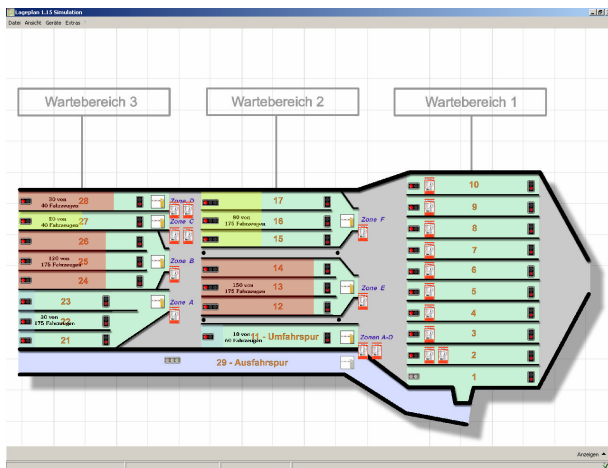 Lageplan 1.15 Simulation
Datei Ansicht Geräte Extras
Wartebereich 3
Wartebereich 2
Wartebereich 1
30 von
40 Fahrzeugen
28
Zone D
20 von
40 Fahrzeugen
27
Zone C
26
120 von
175 Fahrzeugen
25
Zone B
24
23
Zone A
30 von
175 Fahrzeugen
22
21
17
80 von
175 Fahrzeugen
16
Zone F
15
14
150 von
175 Fahrzeugen
13
Zone E
12
10 von
60 Fahrzeugen
11 - Umfahrspur
Zonen A-D
29 - Ausfahrspur
10
9
8
7
6
5
4
3
2
1
Anzeigen